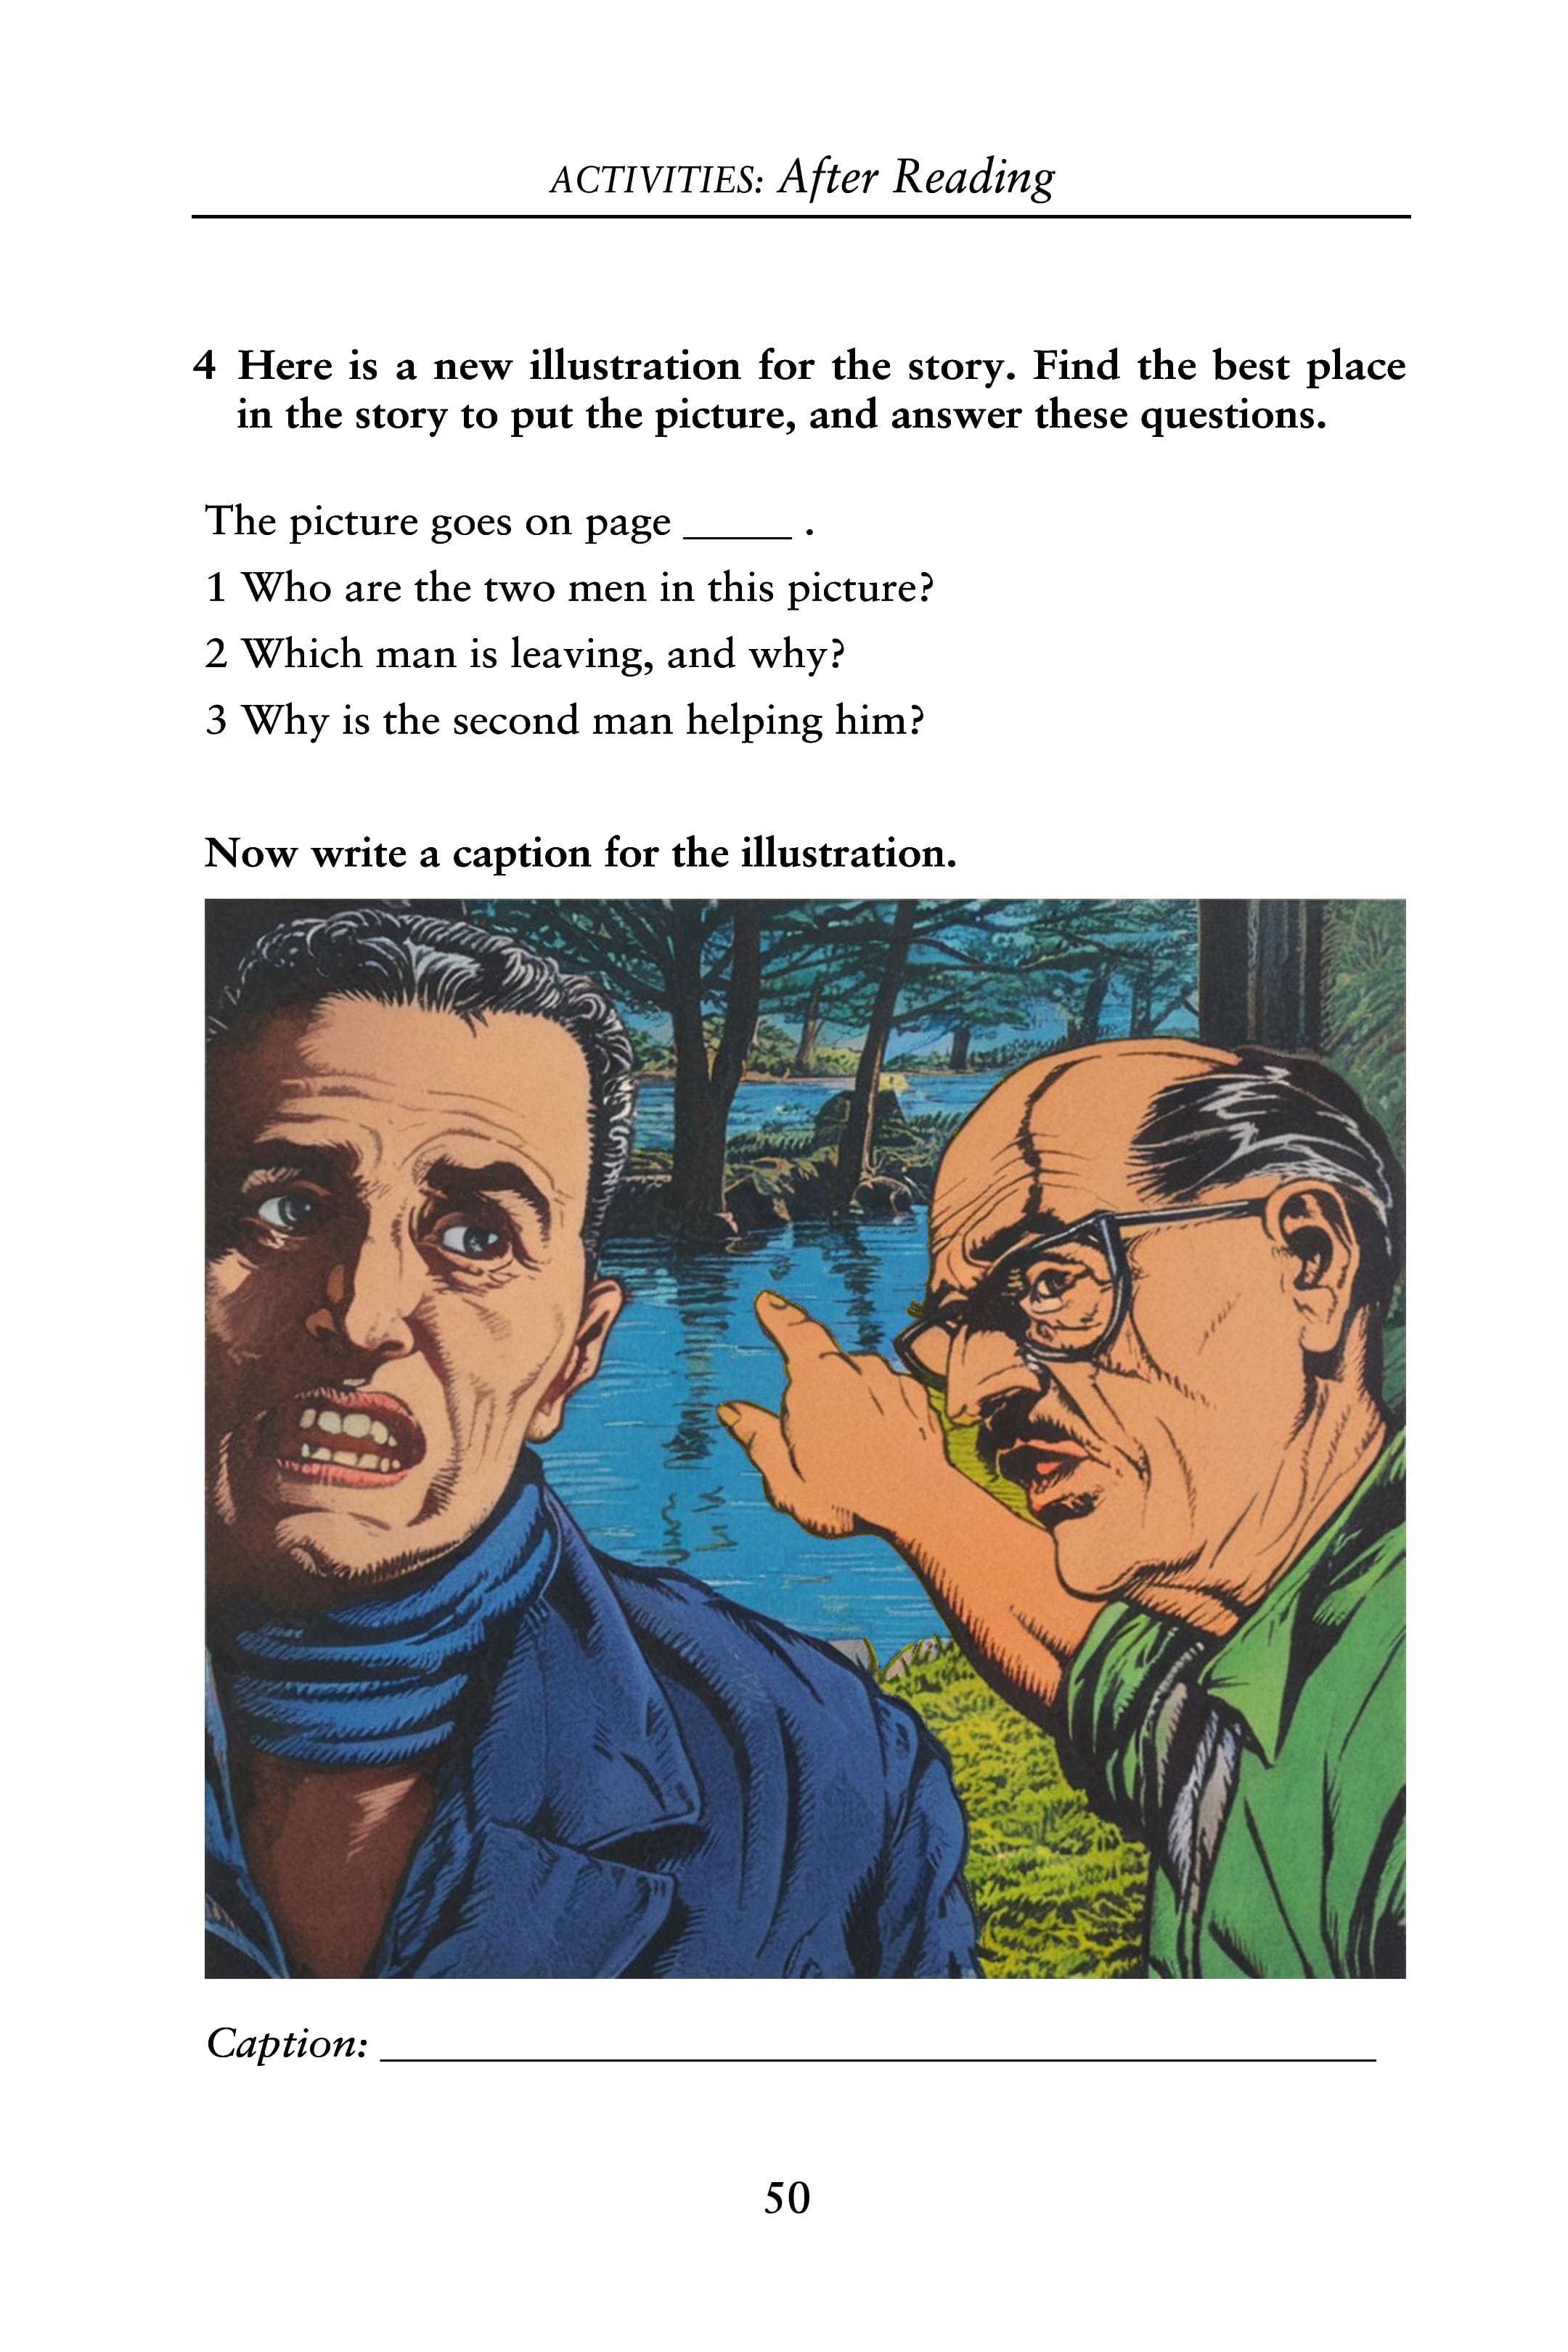 ACTIVITIES: After Reading
4 Here is a new illustration for the story. Find the best place
in the story to put the picture, and answer these questions.
The picture goes on page _____ .
1 Who are the two men in this picture?
2 Which man is leaving, and why?
3 Why is the second man helping him?
Now write a caption for the illustration.
Caption: _____
50